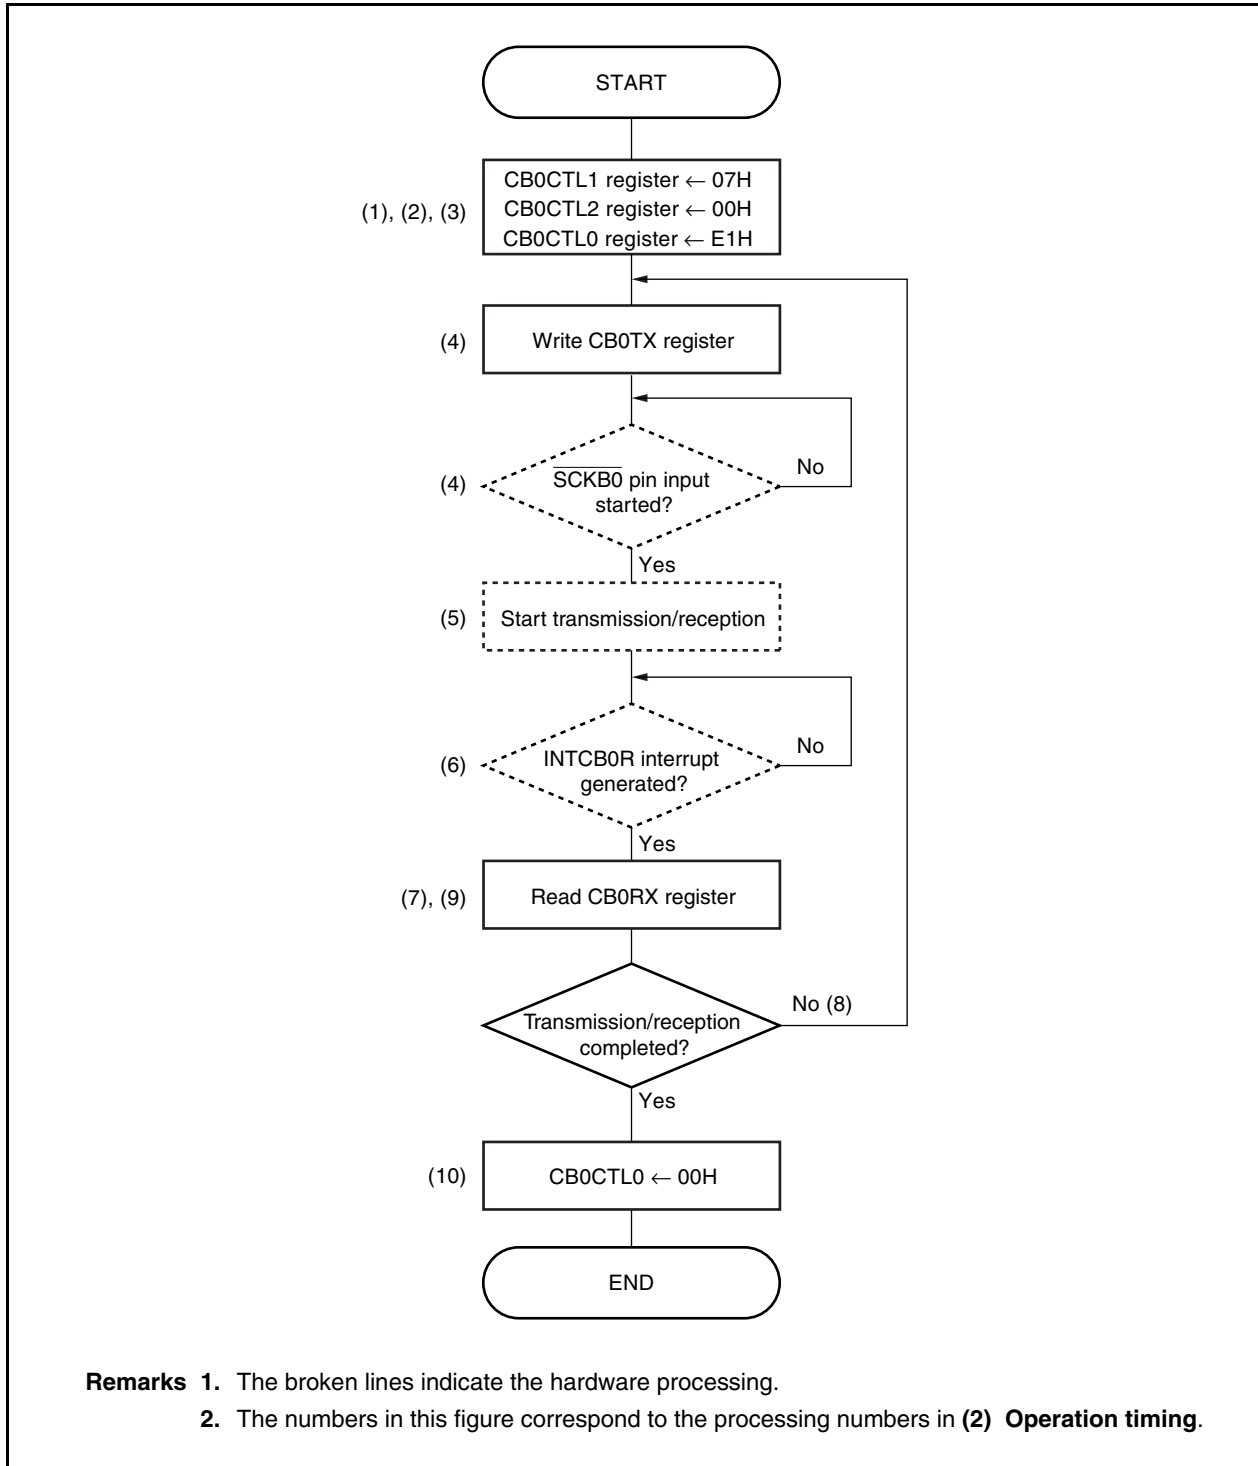 START
(1), (2), (3)
CB0CTL1 register ← 07H
CB0CTL2 register ← 00H
CB0CTL0 register ← E1H
(4)
Write CB0TX register
(4)
SCKB0 pin input
started?
No
Yes
(5)
Start transmission/reception
(6)
INTCB0R interrupt
generated?
No
Yes
(7), (9)
Read CB0RX register
Transmission/reception
completed?
No (8)
Yes
(10)
CB0CTL0 ← 00H
END
Remarks 1. The broken lines indicate the hardware processing.
2. The numbers in this figure correspond to the processing numbers in (2) Operation timing.